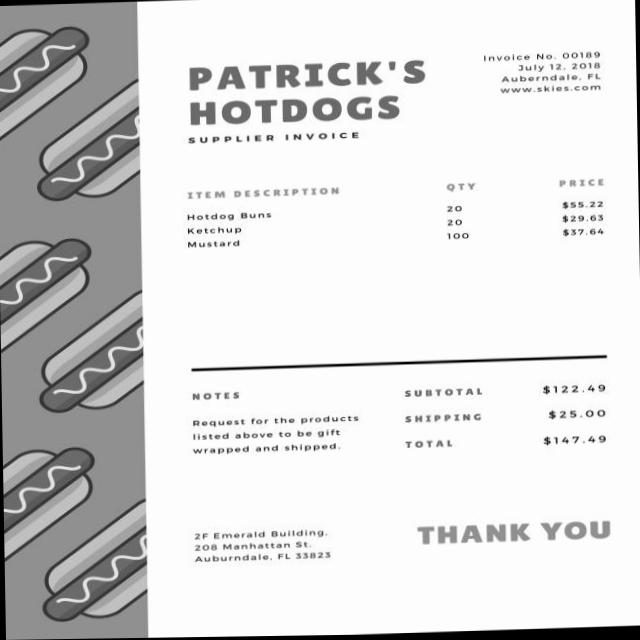 PATRICK'S
HOTDOGS
SUPPLIER INVOICE
Invoice No. 00189
July 12, 2018
Auberndale, FL
www.skies.com
ITEM DESCRIPTION QTY PRICE
Hotdog Buns 20 $55.22
Ketchup 20 $29.63
Mustard 100 $37.64
NOTES
Request for the products
listed above to be gift
wrapped and shipped.
SUBTOTAL $122.49
SHIPPING $25.00
TOTAL $147.49
2F Emerald Building.
208 Manhattan St.
Auburndale, FL 33823
THANK YOU